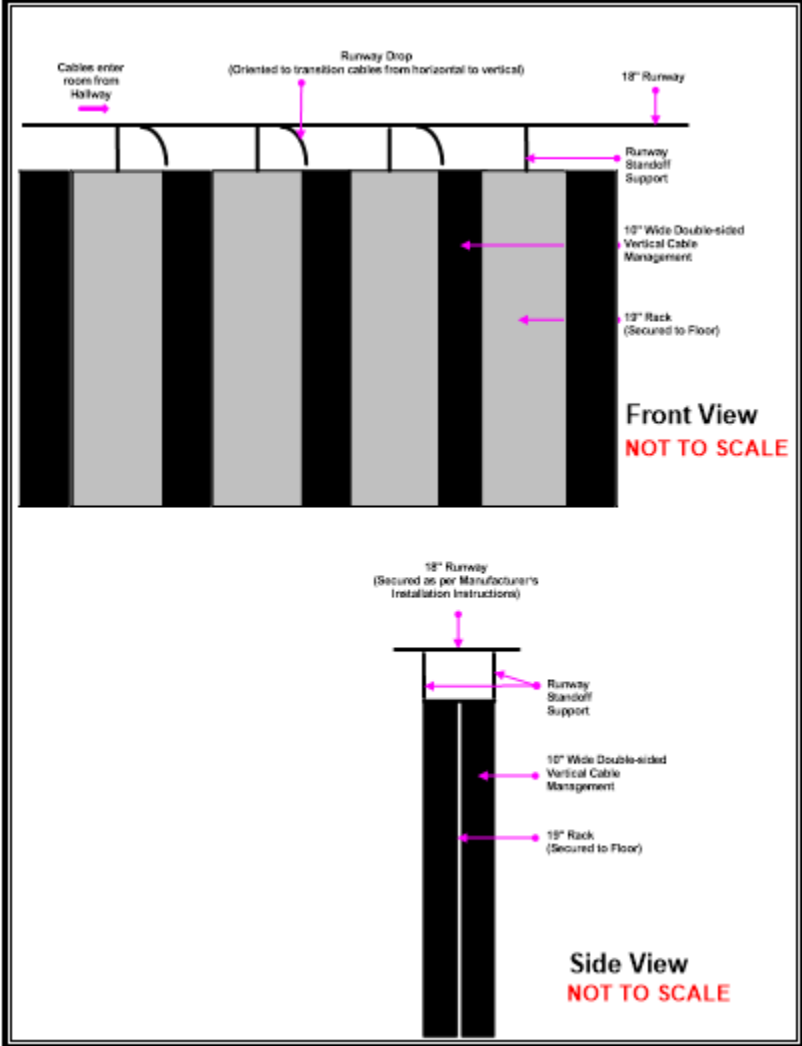 Cables enter
room from
Hallway
Runway Drop
(Oriented to transition cables from horizontal to vertical)
18" Runway
Runway
Standoff
Support
10" Wide Double-sided
Vertical Cable
Management
19" Rack
(Secured to Floor)
Front View
NOT TO SCALE
18" Runway
(Secured as per Manufacturer's
Installation Instructions)
Runway
Standoff
Support
10" Wide Double-sided
Vertical Cable
Management
19" Rack
(Secured to Floor)
Side View
NOT TO SCALE